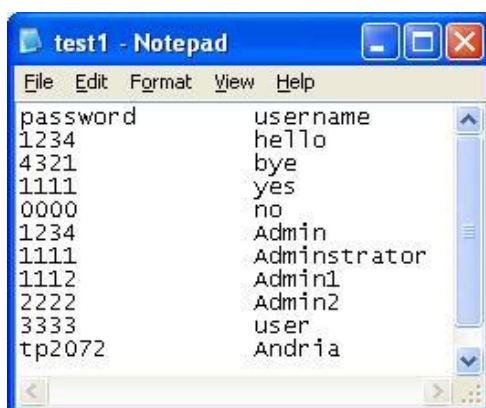 test1 - Notepad
File Edit Format View Help
password username
1234 hello
4321 bye
1111 yes
0000 no
1234 Admin
1111 Adminstrator
1112 Admin1
2222 Admin2
3333 user
tp2072 Andria